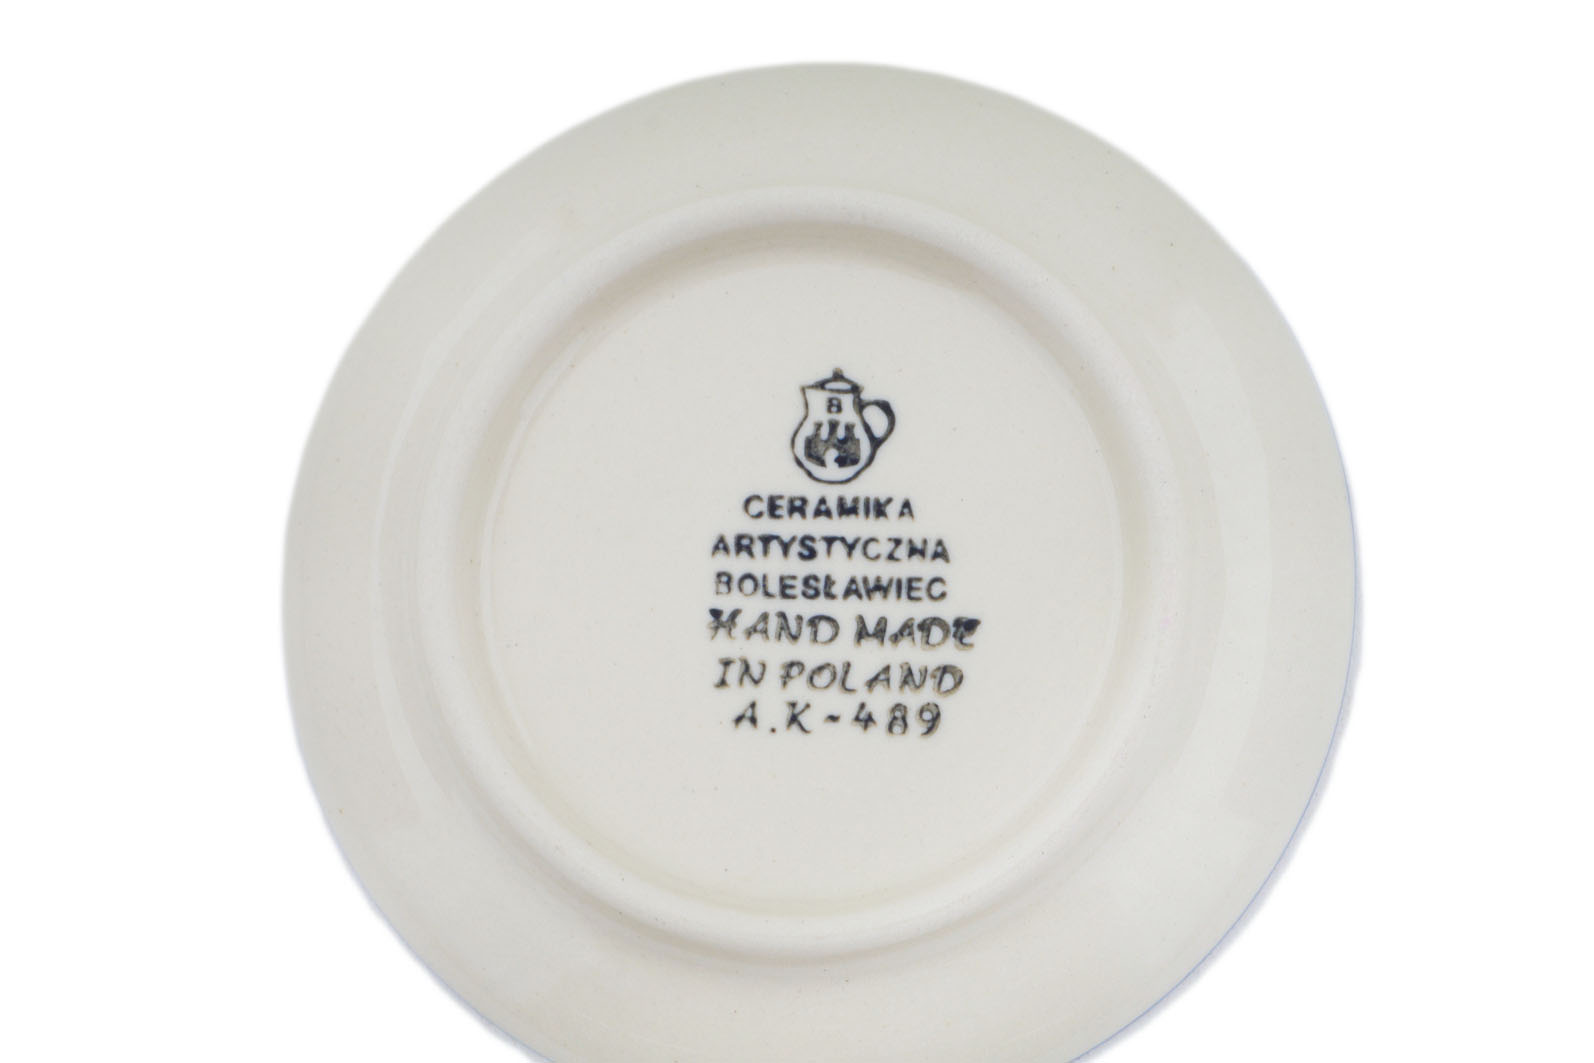 B
CERAMIKA
ARTYSTYCZNA
BOLESŁAWIEC
HAND MADE
IN POLAND
A.K-489